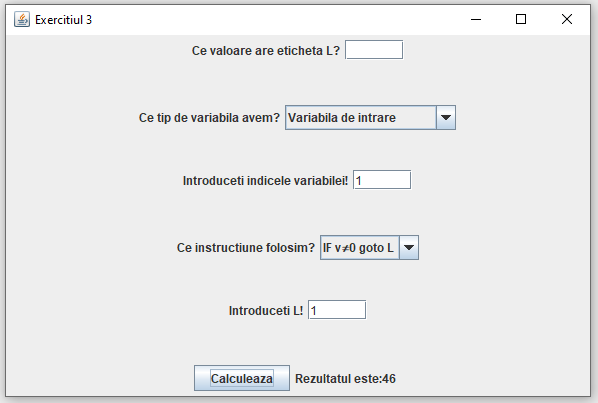 Exercitiul 3
Ce valoare are eticheta L?
Ce tip de variabila avem? Variabila de intrare
Introduceti indicele variabilei! 1
Ce instructiune folosim? IF v≠0 goto L
Introduceti L! 1
Calculeaza Rezultatul este:46